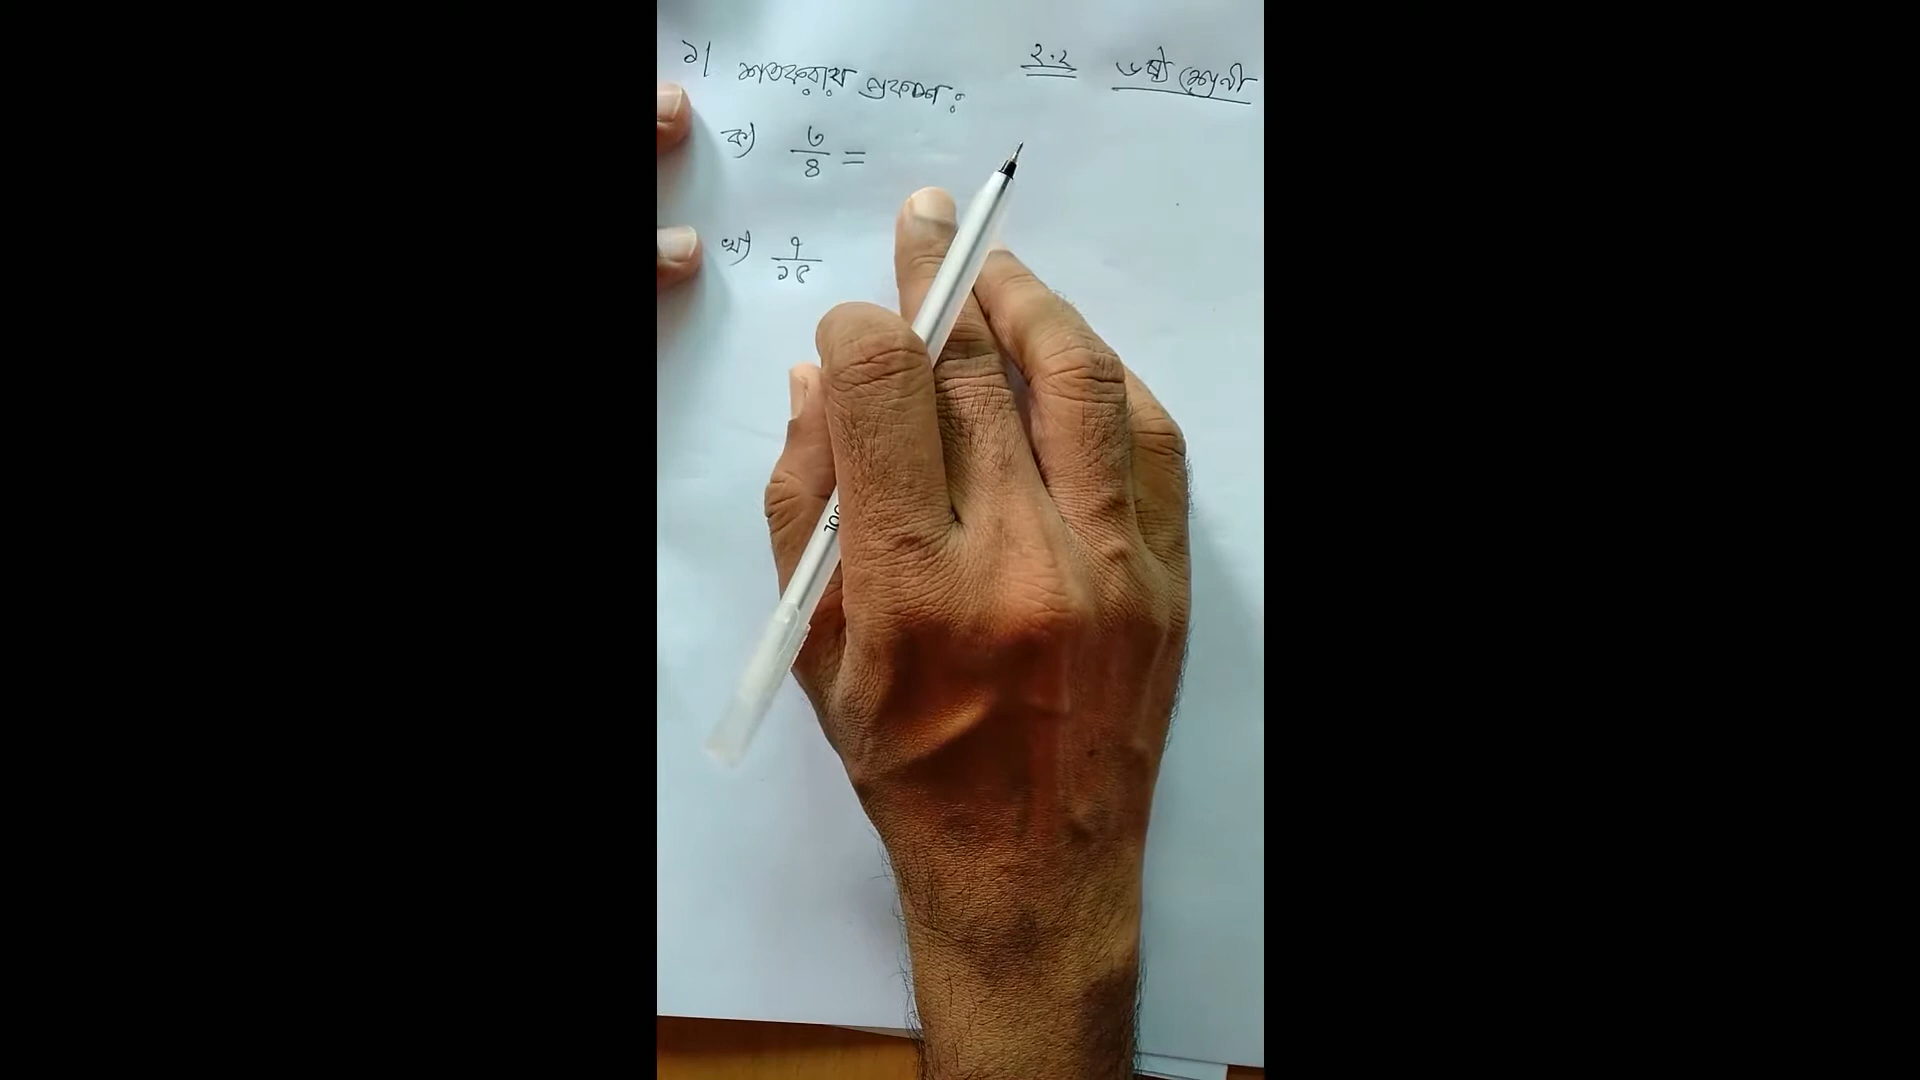 ১। শতকরায় প্রকাশ: ২.২ ৬ষ্ঠ শ্রেণী
ক) ৩/৪ =
খ) ৭/১৫